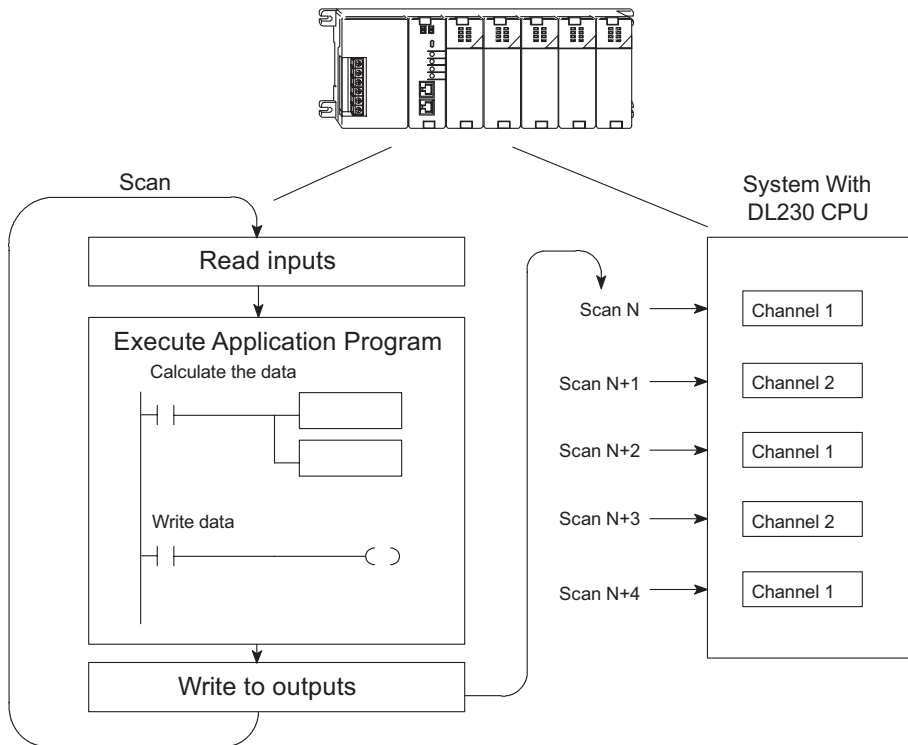 Scan
System With
DL230 CPU
Read inputs
Execute Application Program
Calculate the data
Write data
Write to outputs
Scan N
Channel 1
Scan N+1
Channel 2
Scan N+2
Channel 1
Scan N+3
Channel 2
Scan N+4
Channel 1